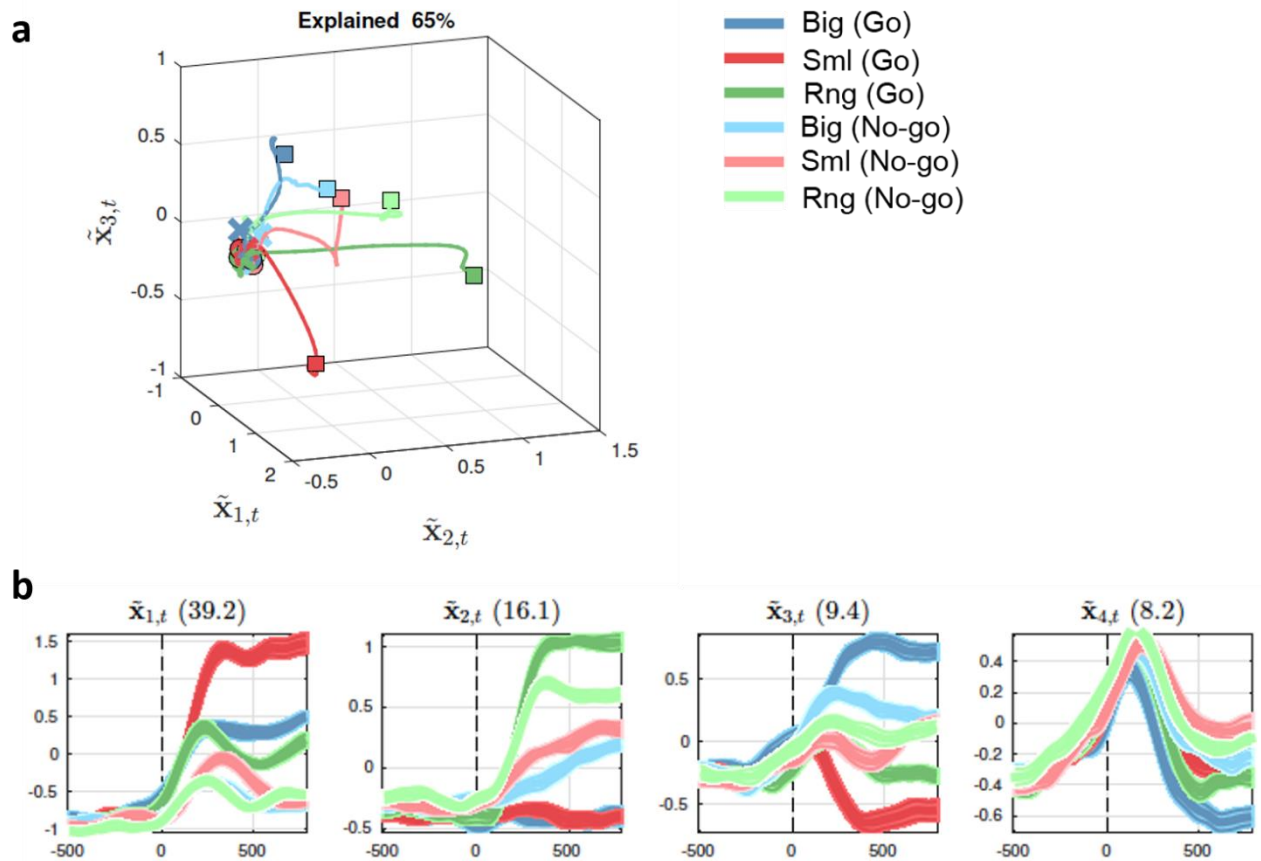 a
Explained 65%
Big (Go)
Sml (Go)
Rng (Go)
Big (No-go)
Sml (No-go)
Rng (No-go)
1
0.5
0
-0.5
-1
x̃3,t
-1
0
1
2
x̃1,t
-0.5
0
0.5
1
1.5
x̃2,t
b
x̃1,t (39.2)
1.5
1
0.5
0
-0.5
-1
-500 0 500
x̃2,t (16.1)
1
0
-0.5
-500 0 500
x̃3,t (9.4)
0.5
0
-0.5
-500 0 500
x̃4,t (8.2)
0.4
0.2
0
-0.2
-0.4
-0.6
-500 0 500